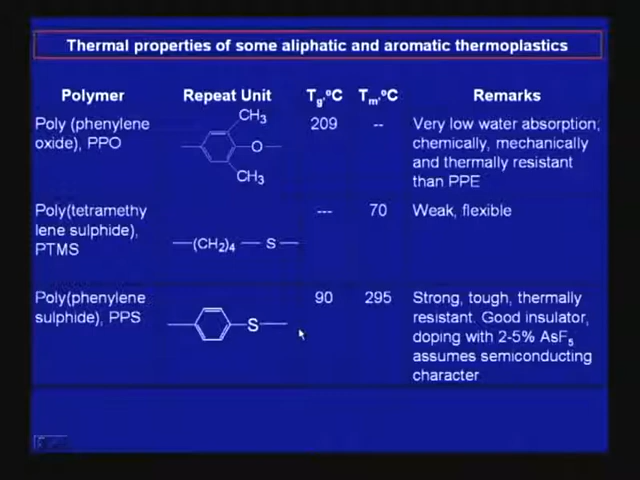 Thermal properties of some aliphatic and aromatic thermoplastics
Polymer Repeat Unit Tg,ºC Tm,ºC Remarks
Poly (phenylene
oxide), PPO
CH3
O
CH3
209 --
Very low water absorption;
chemically, mechanically
and thermally resistant
than PPE
Poly(tetramethy
lene sulphide),
PTMS
—(CH2)4 — S —
--- 70 Weak, flexible
Poly(phenylene
sulphide), PPS
S
90 295
Strong, tough, thermally
resistant. Good insulator,
doping with 2-5% AsF5
assumes semiconducting
character